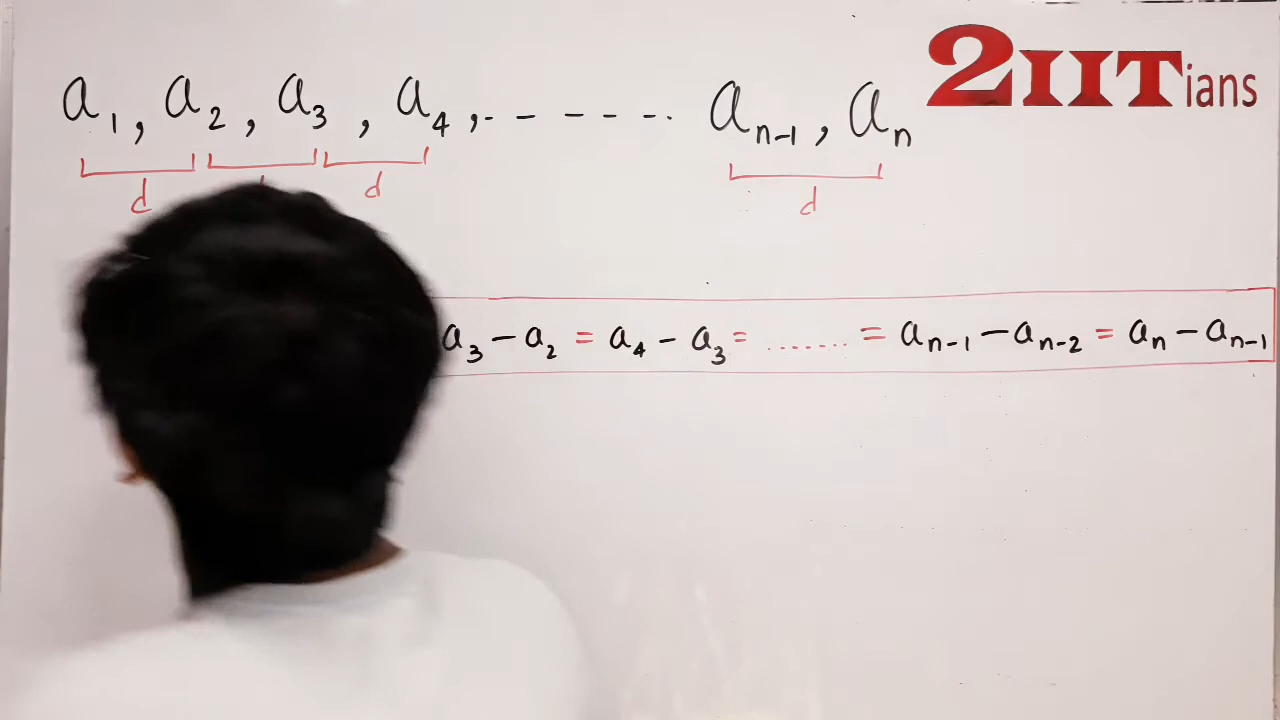 2IITians
a₁, a₂, a₃, a₄, - - - - - - - aₙ₋₁, aₙ
d d d
a₃ − a₂ = a₄ − a₃ = ....... = aₙ₋₁ − aₙ₋₂ = aₙ − aₙ₋₁